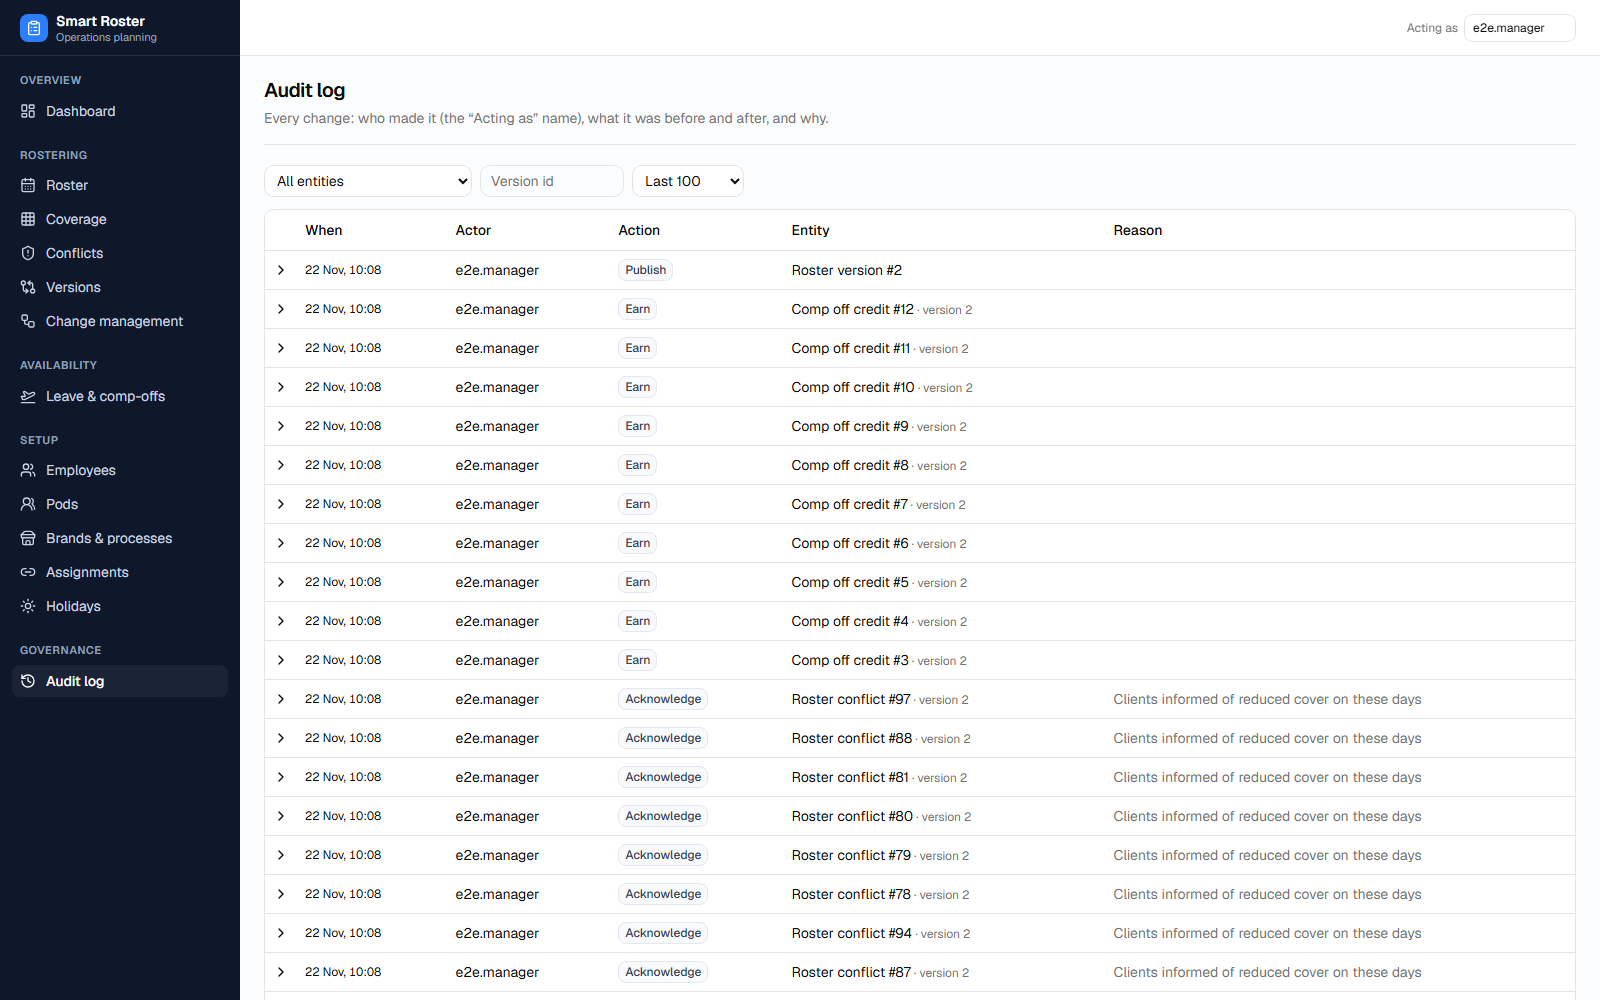 Smart Roster
Operations planning
Acting as e2e.manager
OVERVIEW
Dashboard
ROSTERING
Roster
Coverage
Conflicts
Versions
Change management
AVAILABILITY
Leave & comp-offs
SETUP
Employees
Pods
Brands & processes
Assignments
Holidays
GOVERNANCE
Audit log
Audit log
Every change: who made it (the “Acting as” name), what it was before and after, and why.
All entities Version id Last 100
When Actor Action Entity Reason
22 Nov, 10:08 e2e.manager Publish Roster version #2
22 Nov, 10:08 e2e.manager Earn Comp off credit #12 · version 2
22 Nov, 10:08 e2e.manager Earn Comp off credit #11 · version 2
22 Nov, 10:08 e2e.manager Earn Comp off credit #10 · version 2
22 Nov, 10:08 e2e.manager Earn Comp off credit #9 · version 2
22 Nov, 10:08 e2e.manager Earn Comp off credit #8 · version 2
22 Nov, 10:08 e2e.manager Earn Comp off credit #7 · version 2
22 Nov, 10:08 e2e.manager Earn Comp off credit #6 · version 2
22 Nov, 10:08 e2e.manager Earn Comp off credit #5 · version 2
22 Nov, 10:08 e2e.manager Earn Comp off credit #4 · version 2
22 Nov, 10:08 e2e.manager Earn Comp off credit #3 · version 2
22 Nov, 10:08 e2e.manager Acknowledge Roster conflict #97 · version 2 Clients informed of reduced cover on these days
22 Nov, 10:08 e2e.manager Acknowledge Roster conflict #88 · version 2 Clients informed of reduced cover on these days
22 Nov, 10:08 e2e.manager Acknowledge Roster conflict #81 · version 2 Clients informed of reduced cover on these days
22 Nov, 10:08 e2e.manager Acknowledge Roster conflict #80 · version 2 Clients informed of reduced cover on these days
22 Nov, 10:08 e2e.manager Acknowledge Roster conflict #79 · version 2 Clients informed of reduced cover on these days
22 Nov, 10:08 e2e.manager Acknowledge Roster conflict #78 · version 2 Clients informed of reduced cover on these days
22 Nov, 10:08 e2e.manager Acknowledge Roster conflict #94 · version 2 Clients informed of reduced cover on these days
22 Nov, 10:08 e2e.manager Acknowledge Roster conflict #87 · version 2 Clients informed of reduced cover on these days